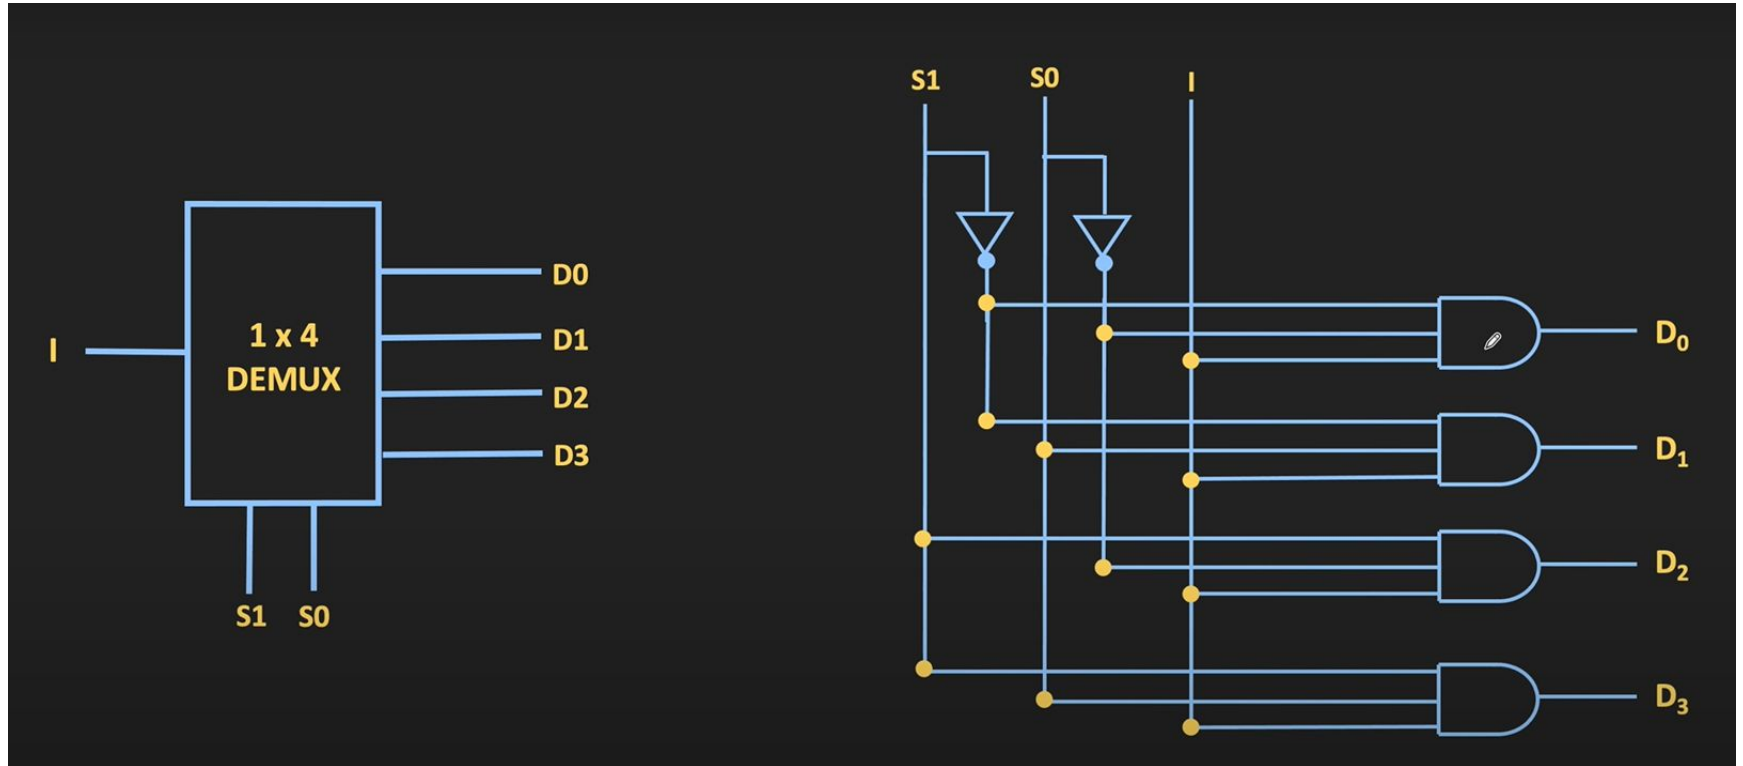 I
1 x 4
DEMUX
D0
D1
D2
D3
S1 S0
S1 S0 I
D₀
D₁
D₂
D₃